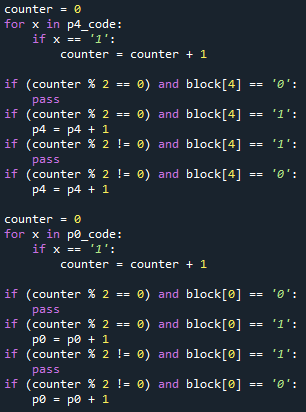 counter = 0
for x in p4_code:
    if x == '1':
        counter = counter + 1
if (counter % 2 == 0) and block[4] == '0':
    pass
if (counter % 2 == 0) and block[4] == '1':
    p4 = p4 + 1
if (counter % 2 != 0) and block[4] == '1':
    pass
if (counter % 2 != 0) and block[4] == '0':
    p4 = p4 + 1
counter = 0
for x in p0_code:
    if x == '1':
        counter = counter + 1
if (counter % 2 == 0) and block[0] == '0':
    pass
if (counter % 2 == 0) and block[0] == '1':
    p0 = p0 + 1
if (counter % 2 != 0) and block[0] == '1':
    pass
if (counter % 2 != 0) and block[0] == '0':
    p0 = p0 + 1